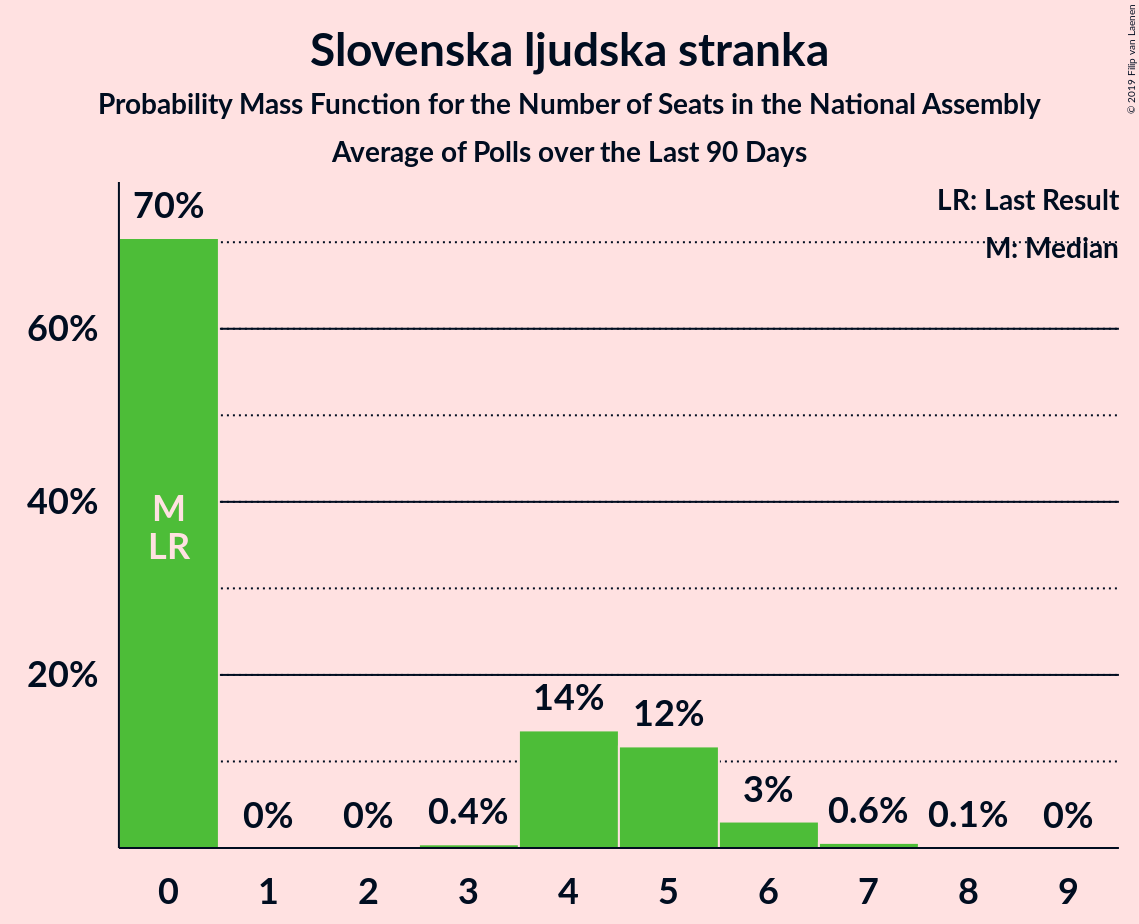 Slovenska ljudska stranka
Probability Mass Function for the Number of Seats in the National Assembly
Average of Polls over the Last 90 Days
© 2019 Filip van Laenen
LR: Last Result
M: Median
70%
60%
40%
20%
M
LR
0%
0%
0.4%
14%
12%
3%
0.6%
0.1%
0%
0 1 2 3 4 5 6 7 8 9